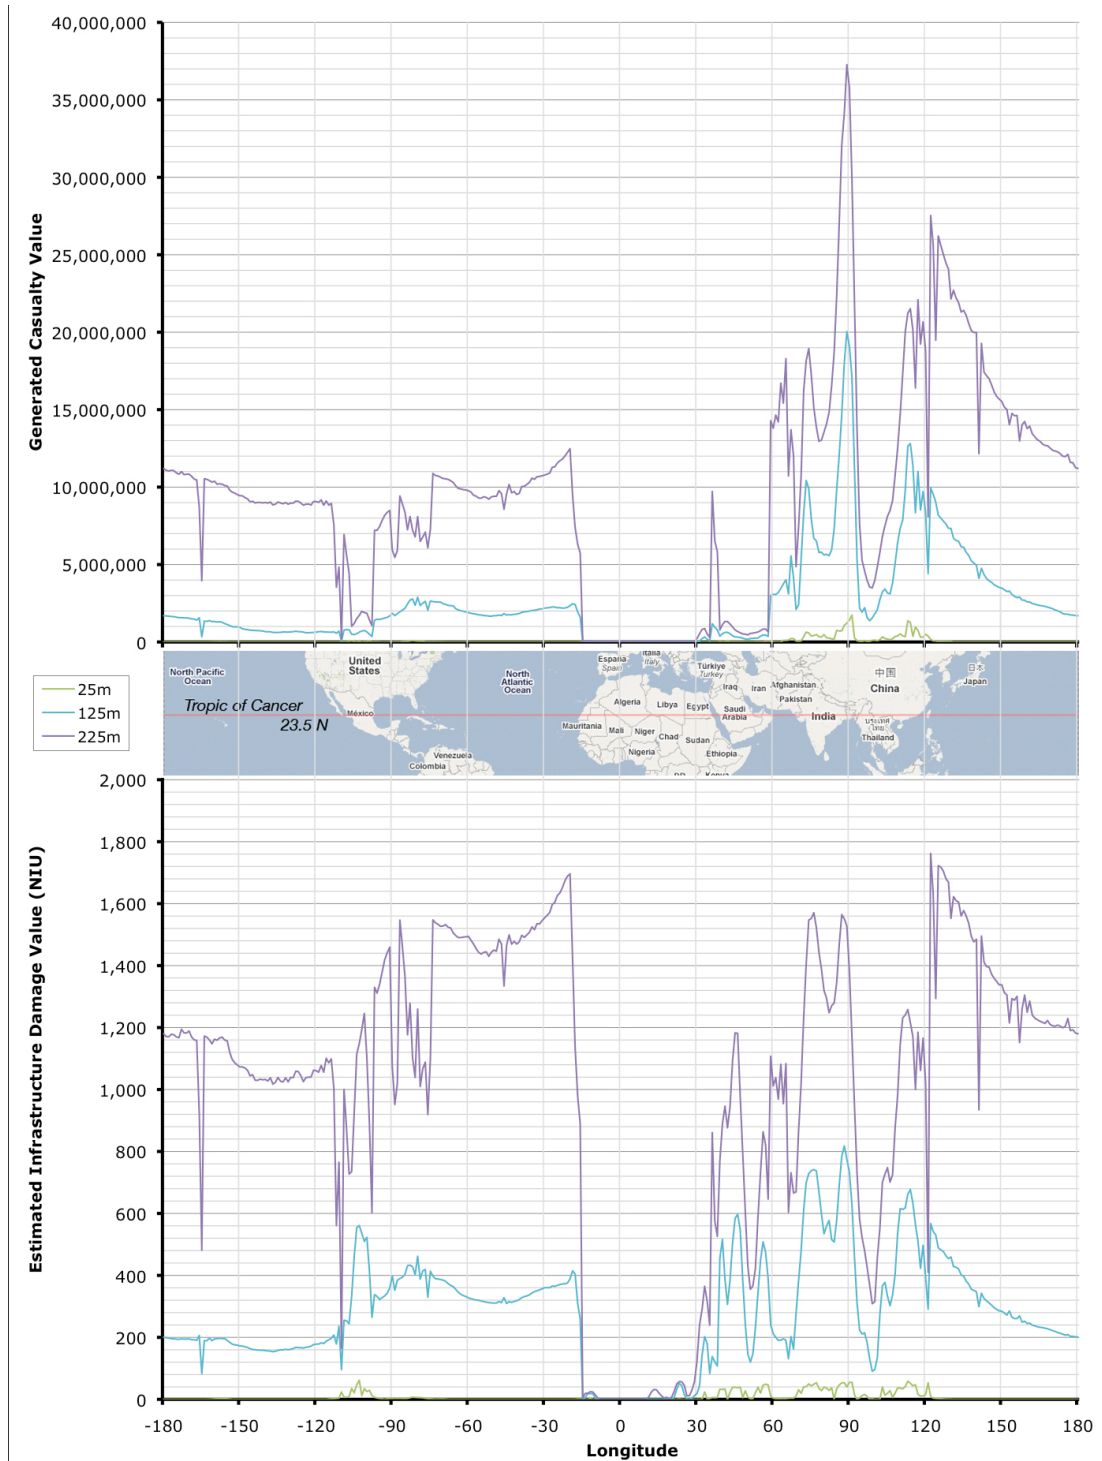 40,000,000
35,000,000
30,000,000
25,000,000
20,000,000
15,000,000
10,000,000
5,000,000
0
Generated Casualty Value
25m
125m
225m
North Pacific
Ocean
United
States
México
Tropic of Cancer
23.5 N
Venezuela
Colombia
North
Atlantic
Ocean
España
Spain
Italia
Italy
Türkiye
Turkey
Iraq
Iran
Afghanistan
Pakistan
中国
China
日本
Japan
Algeria
Libya
Egypt
Saudi
Arabia
India
Mauritania
Mali
Niger
Chad
Sudan
Nigeria
Ethiopia
ไทย
Thailand
2,000
1,800
1,600
1,400
1,200
1,000
800
600
400
200
0
Estimated Infrastructure Damage Value (NIU)
-180 -150 -120 -90 -60 -30 0 30 60 90 120 150 180
Longitude